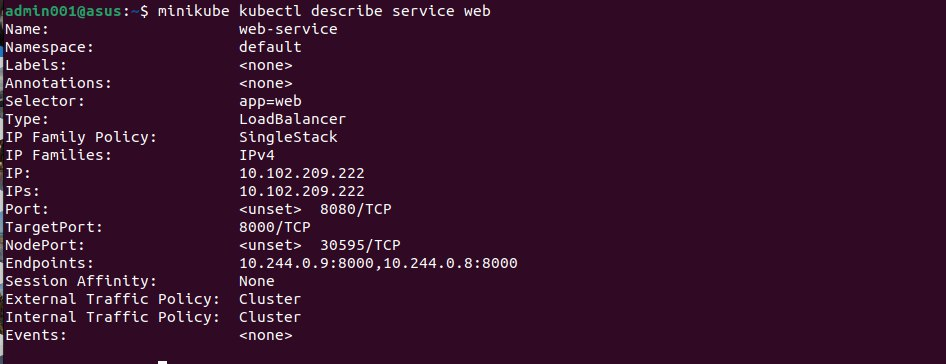 admin001@asus:~$ minikube kubectl describe service web
Name:                     web-service
Namespace:                default
Labels:                   <none>
Annotations:              <none>
Selector:                 app=web
Type:                     LoadBalancer
IP Family Policy:         SingleStack
IP Families:              IPv4
IP:                       10.102.209.222
IPs:                      10.102.209.222
Port:                     <unset>  8080/TCP
TargetPort:               8000/TCP
NodePort:                 <unset>  30595/TCP
Endpoints:                10.244.0.9:8000,10.244.0.8:8000
Session Affinity:         None
External Traffic Policy:  Cluster
Internal Traffic Policy:  Cluster
Events:                   <none>